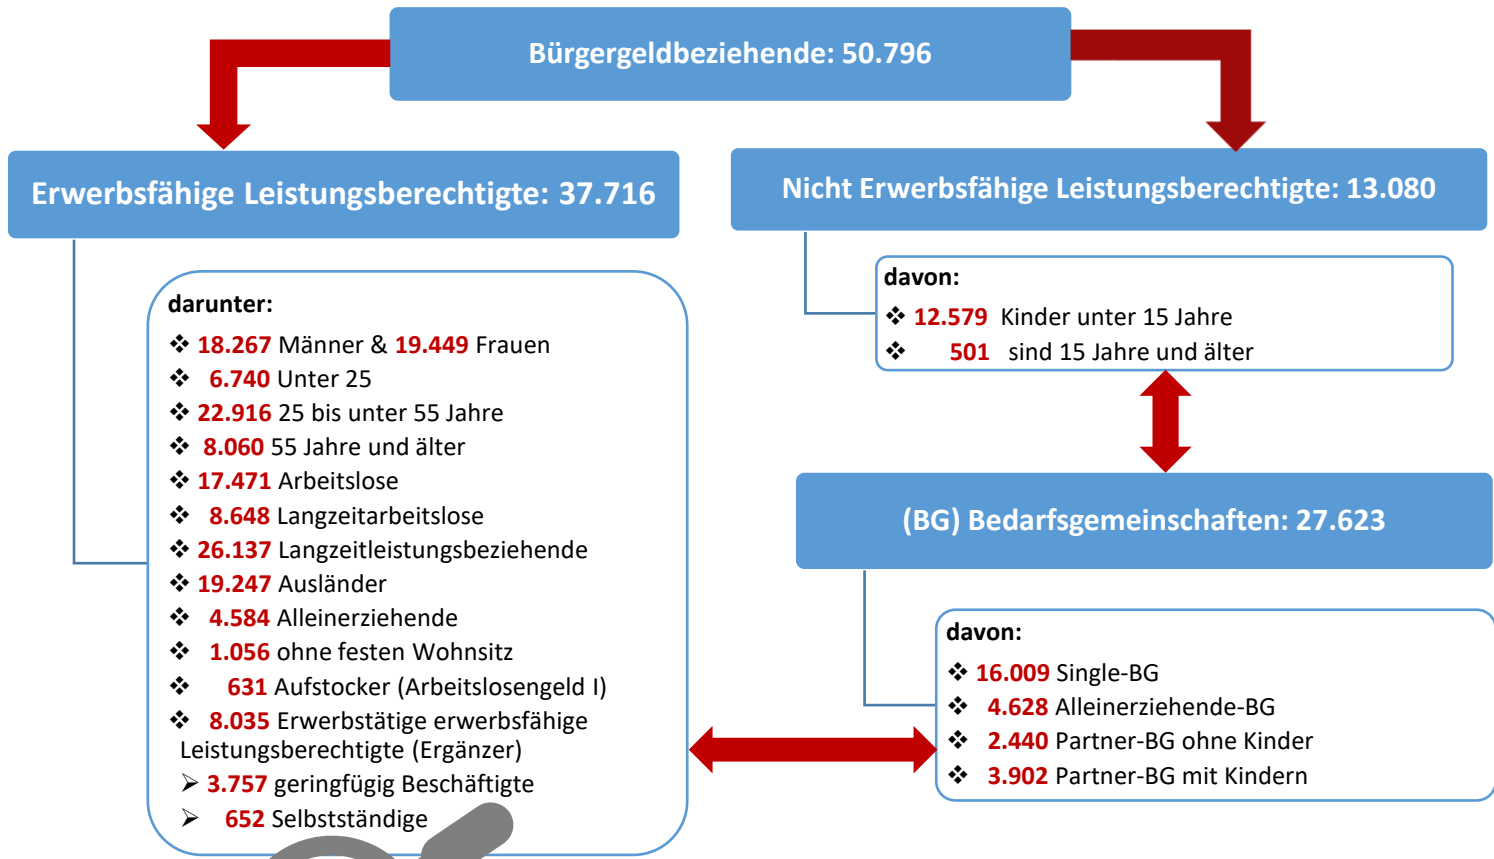 Bürgergeldbeziehende: 50.796
Erwerbsfähige Leistungsberechtigte: 37.716
darunter:
❖ 18.267 Männer & 19.449 Frauen
❖ 6.740 Unter 25
❖ 22.916 25 bis unter 55 Jahre
❖ 8.060 55 Jahre und älter
❖ 17.471 Arbeitslose
❖ 8.648 Langzeitarbeitslose
❖ 26.137 Langzeitleistungsbeziehende
❖ 19.247 Ausländer
❖ 4.584 Alleinerziehende
❖ 1.056 ohne festen Wohnsitz
❖ 631 Aufstocker (Arbeitslosengeld I)
❖ 8.035 Erwerbstätige erwerbsfähige
Leistungsberechtigte (Ergänzer)
➢ 3.757 geringfügig Beschäftigte
➢ 652 Selbstständige
Nicht Erwerbsfähige Leistungsberechtigte: 13.080
davon:
❖ 12.579 Kinder unter 15 Jahre
❖ 501 sind 15 Jahre und älter
(BG) Bedarfsgemeinschaften: 27.623
davon:
❖ 16.009 Single-BG
❖ 4.628 Alleinerziehende-BG
❖ 2.440 Partner-BG ohne Kinder
❖ 3.902 Partner-BG mit Kindern